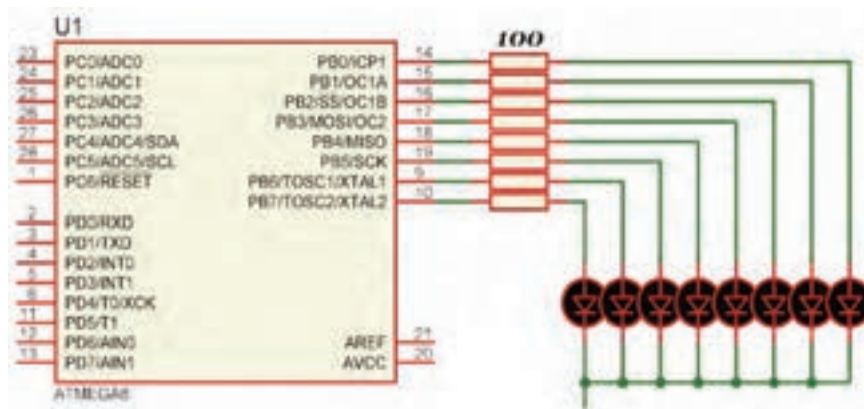 U1
100
23 PC0/ADC0 PB0/ICP1 14
24 PC1/ADC1 PB1/OC1A 15
25 PC2/ADC2 PB2/SS/OC1B 16
26 PC3/ADC3 PB3/MOSI/OC2 17
27 PC4/ADC4/SDA PB4/MISO 18
28 PC5/ADC5/SCL PB5/SCK 19
1 PC6/RESET PB6/TOSC1/XTAL1 9
PB7/TOSC2/XTAL2 10
2 PD0/RXD
3 PD1/TXD
4 PD2/INT0
5 PD3/INT1
6 PD4/T0/XCK
11 PD5/T1
12 PD6/AIN0 AREF 21
13 PD7/AIN1 AVCC 20
ATMEGA8